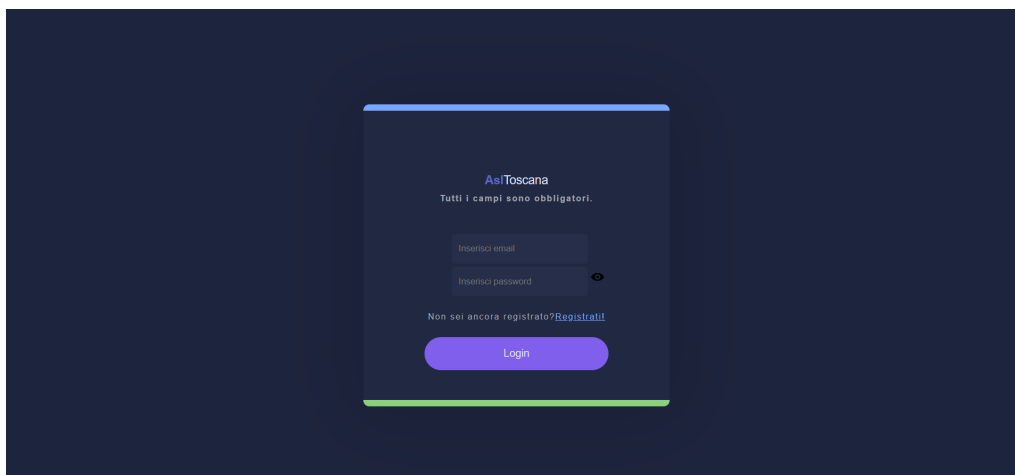 AslToscana
Tutti i campi sono obbligatori.
Inserisci email
Inserisci password
Non sei ancora registrato?Registrati!
Login